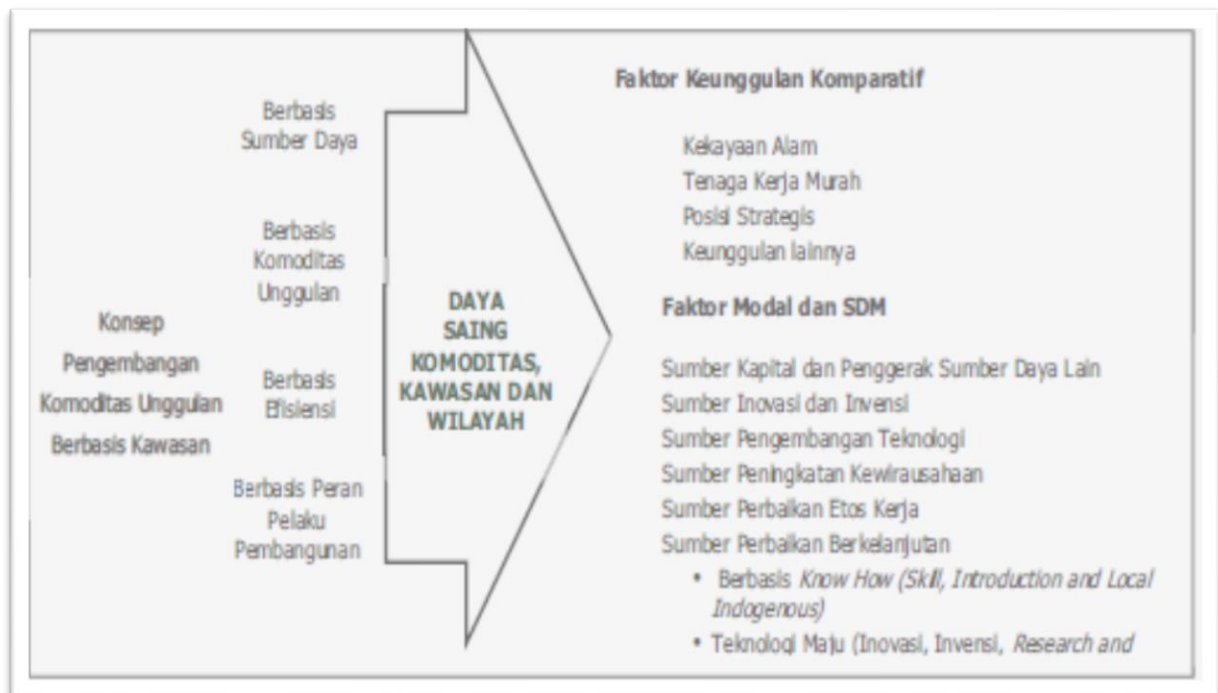 Konsep
Pengembangan
Komoditas Unggulan
Berbasis Kawasan
Berbasis
Sumber Daya
Berbasis
Komoditas
Unggulan
Berbasis
Efisiensi
Berbasis Peran
Pelaku
Pembangunan
DAYA
SAING
KOMODITAS,
KAWASAN DAN
WILAYAH
Faktor Keunggulan Komparatif
Kekayaan Alam
Tenaga Kerja Murah
Posisi Strategis
Keunggulan lainnya
Faktor Modal dan SDM
Sumber Kapital dan Penggerak Sumber Daya Lain
Sumber Inovasi dan Invensi
Sumber Pengembangan Teknologi
Sumber Peningkatan Kewirausahaan
Sumber Perbaikan Etos Kerja
Sumber Perbaikan Berkelanjutan
• Berbasis Know How (Skill, Introduction and Local
Indogenous)
• Teknologi Maju (Inovasi, Invensi, Research and